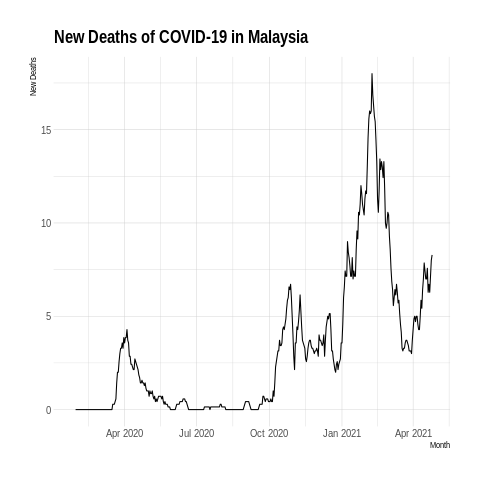 New Deaths of COVID-19 in Malaysia
New Deaths
15
10
5
0
Apr 2020
Jul 2020
Oct 2020
Jan 2021
Apr 2021
Month